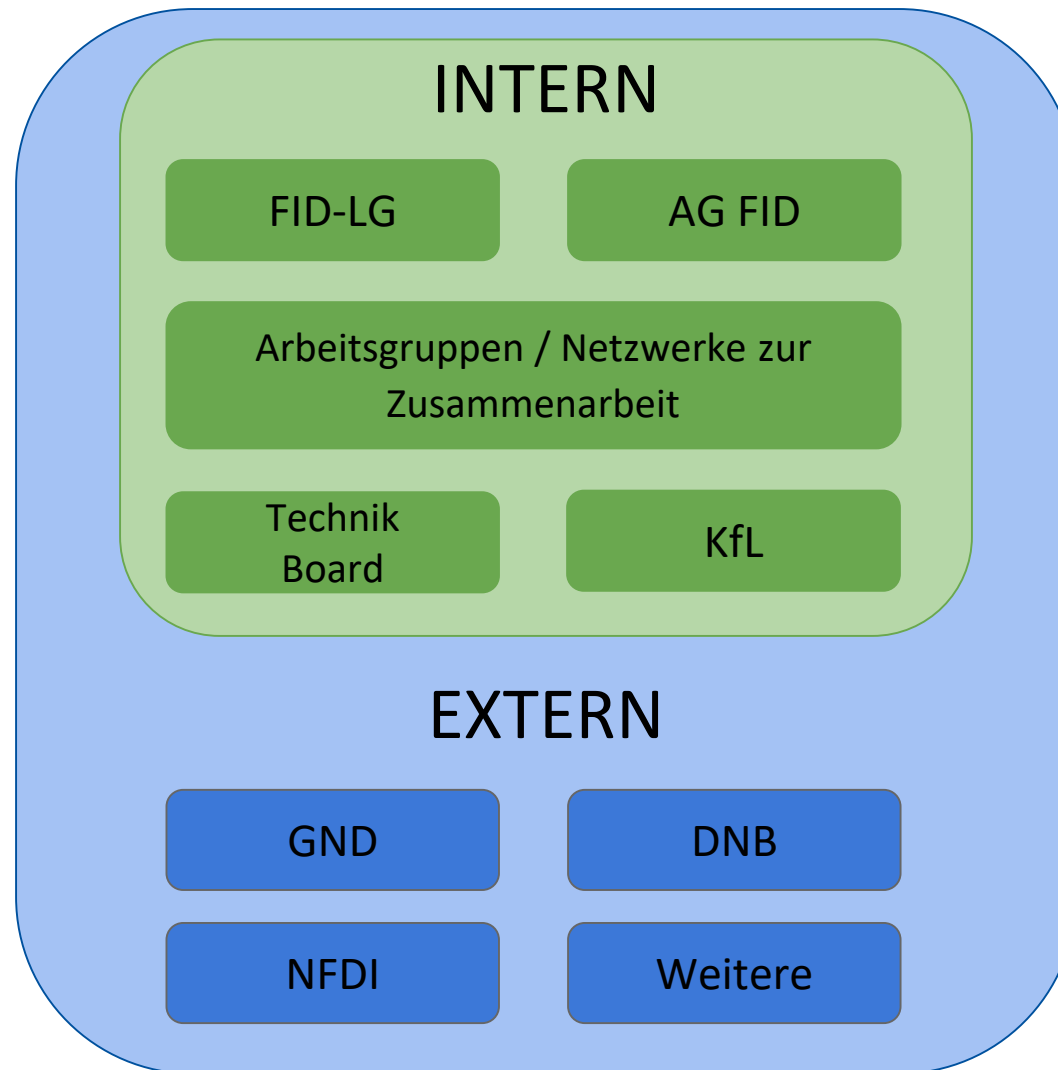 INTERN
FID-LG
AG FID
Arbeitsgruppen / Netzwerke zur
Zusammenarbeit
Technik
Board
KfL
EXTERN
GND
DNB
NFDI
Weitere